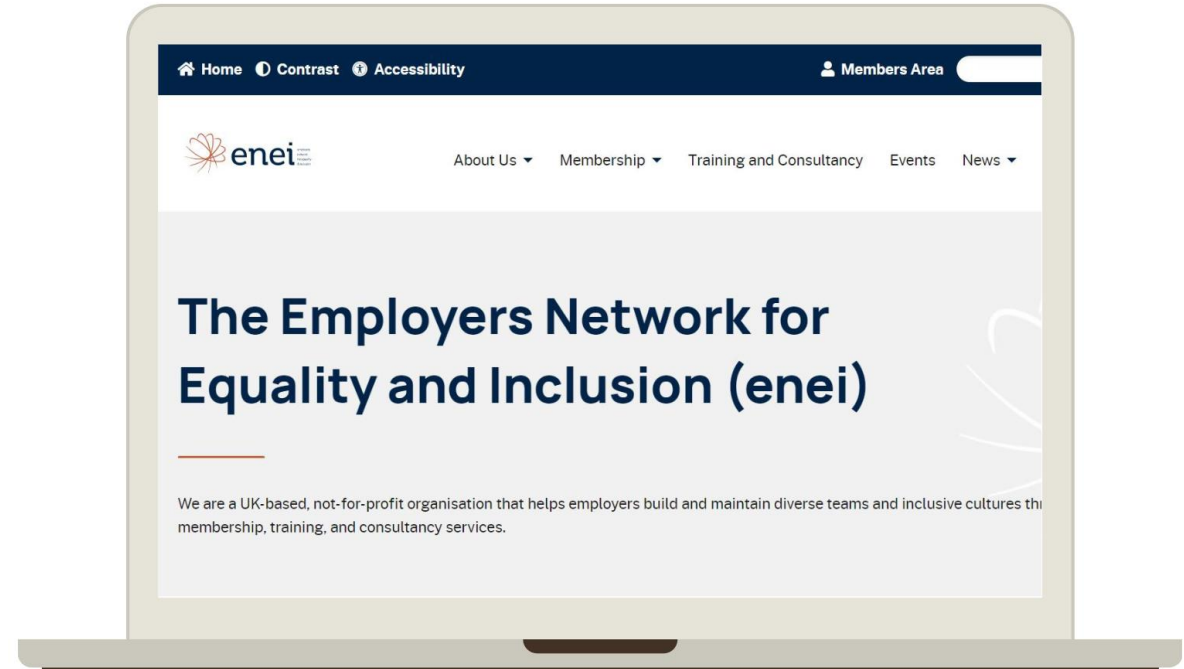 Home Contrast Accessibility Members Area
enei
About Us Membership Training and Consultancy Events News
The Employers Network for
Equality and Inclusion (enei)
We are a UK-based, not-for-profit organisation that helps employers build and maintain diverse teams and inclusive cultures
membership, training, and consultancy services.